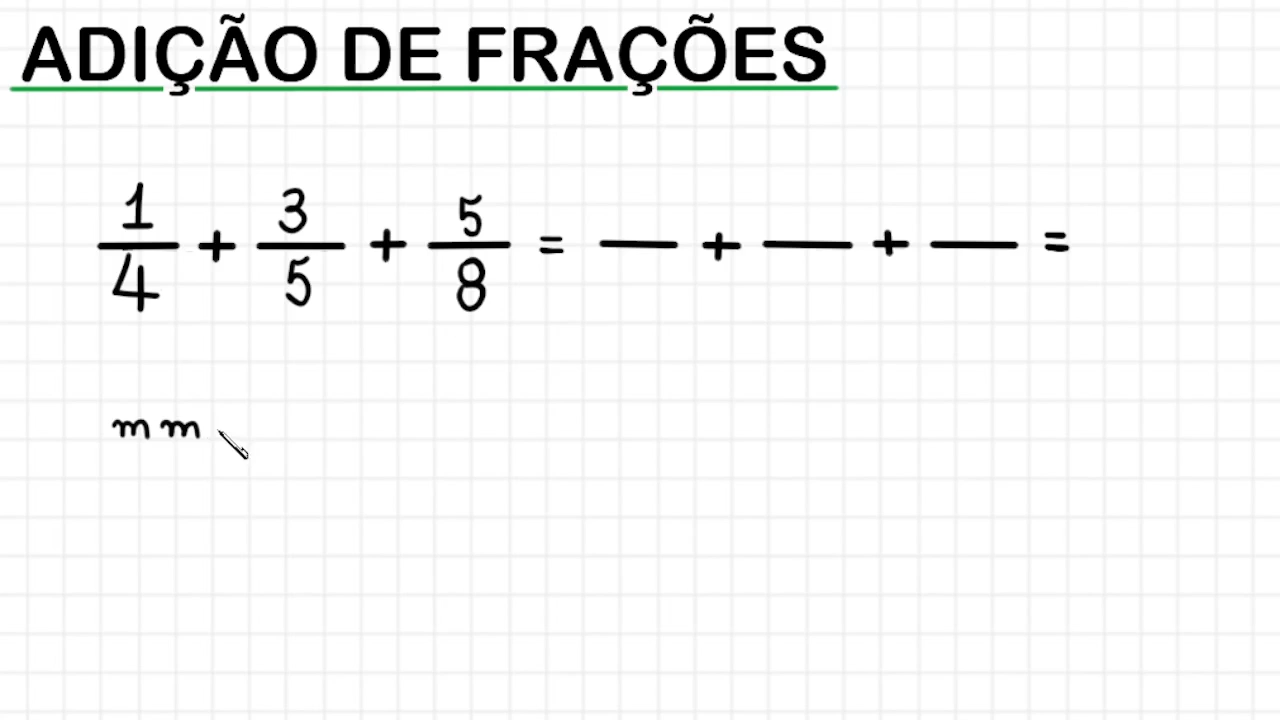 ADIÇÃO DE FRAÇÕES
1/4 + 3/5 + 5/8 = — + — + — =
mm